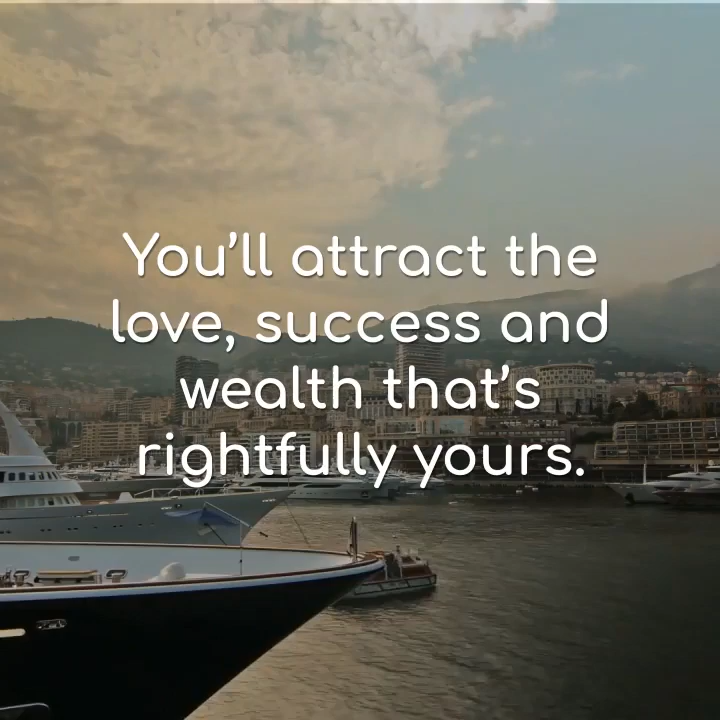 You’ll attract the
love, success and
wealth that’s
rightfully yours.